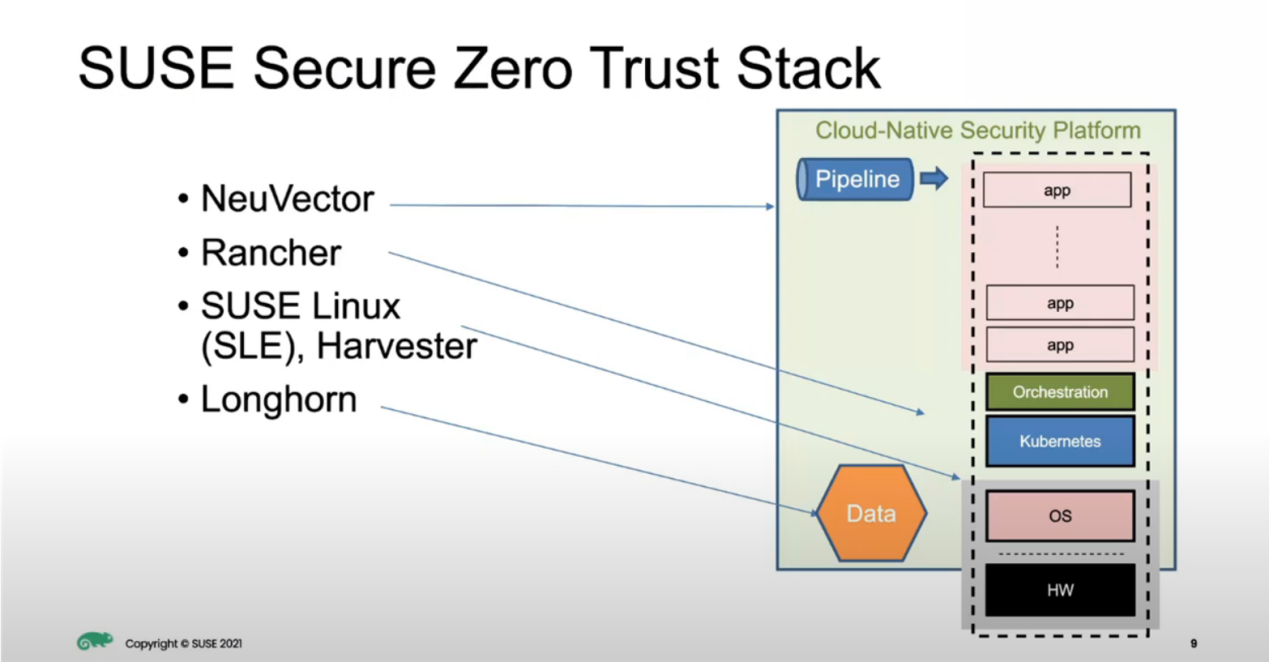 SUSE Secure Zero Trust Stack
• NeuVector
• Rancher
• SUSE Linux
(SLE), Harvester
• Longhorn
Cloud-Native Security Platform
Pipeline
app
app
app
Orchestration
Kubernetes
Data
OS
HW
Copyright © SUSE 2021
9